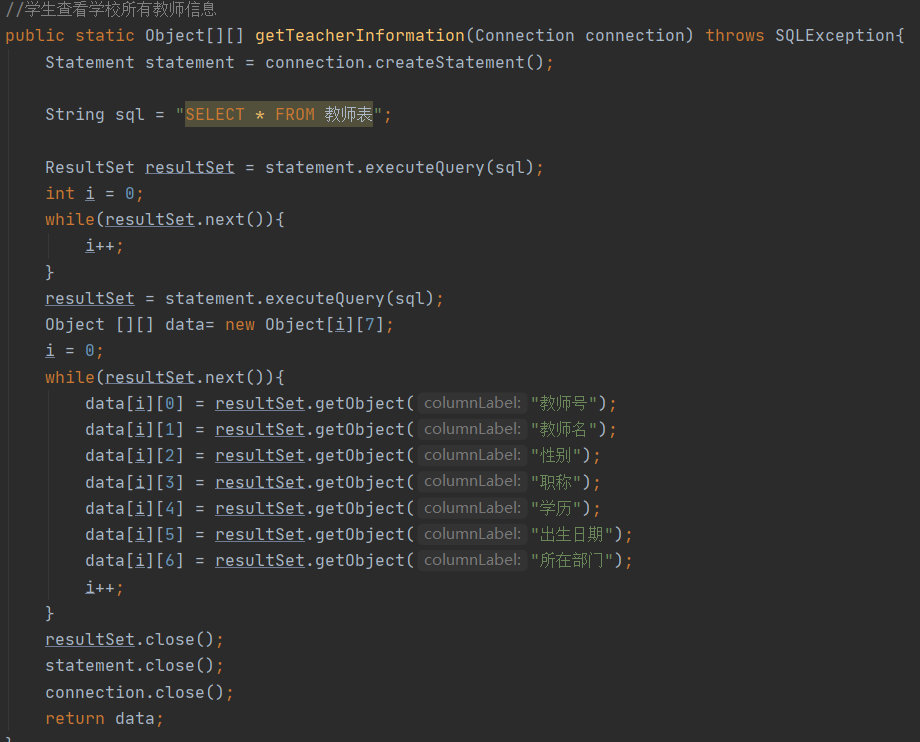 //学生查看学校所有教师信息
public static Object[][] getTeacherInformation(Connection connection) throws SQLException{
Statement statement = connection.createStatement();
String sql = "SELECT * FROM 教师表";
ResultSet resultSet = statement.executeQuery(sql);
int i = 0;
while(resultSet.next()){
i++;
}
resultSet = statement.executeQuery(sql);
Object [][] data= new Object[i][7];
i = 0;
while(resultSet.next()){
data[i][0] = resultSet.getObject( columnLabel: "教师号");
data[i][1] = resultSet.getObject( columnLabel: "教师名");
data[i][2] = resultSet.getObject( columnLabel: "性别");
data[i][3] = resultSet.getObject( columnLabel: "职称");
data[i][4] = resultSet.getObject( columnLabel: "学历");
data[i][5] = resultSet.getObject( columnLabel: "出生日期");
data[i][6] = resultSet.getObject( columnLabel: "所在部门");
i++;
}
resultSet.close();
statement.close();
connection.close();
return data;
}